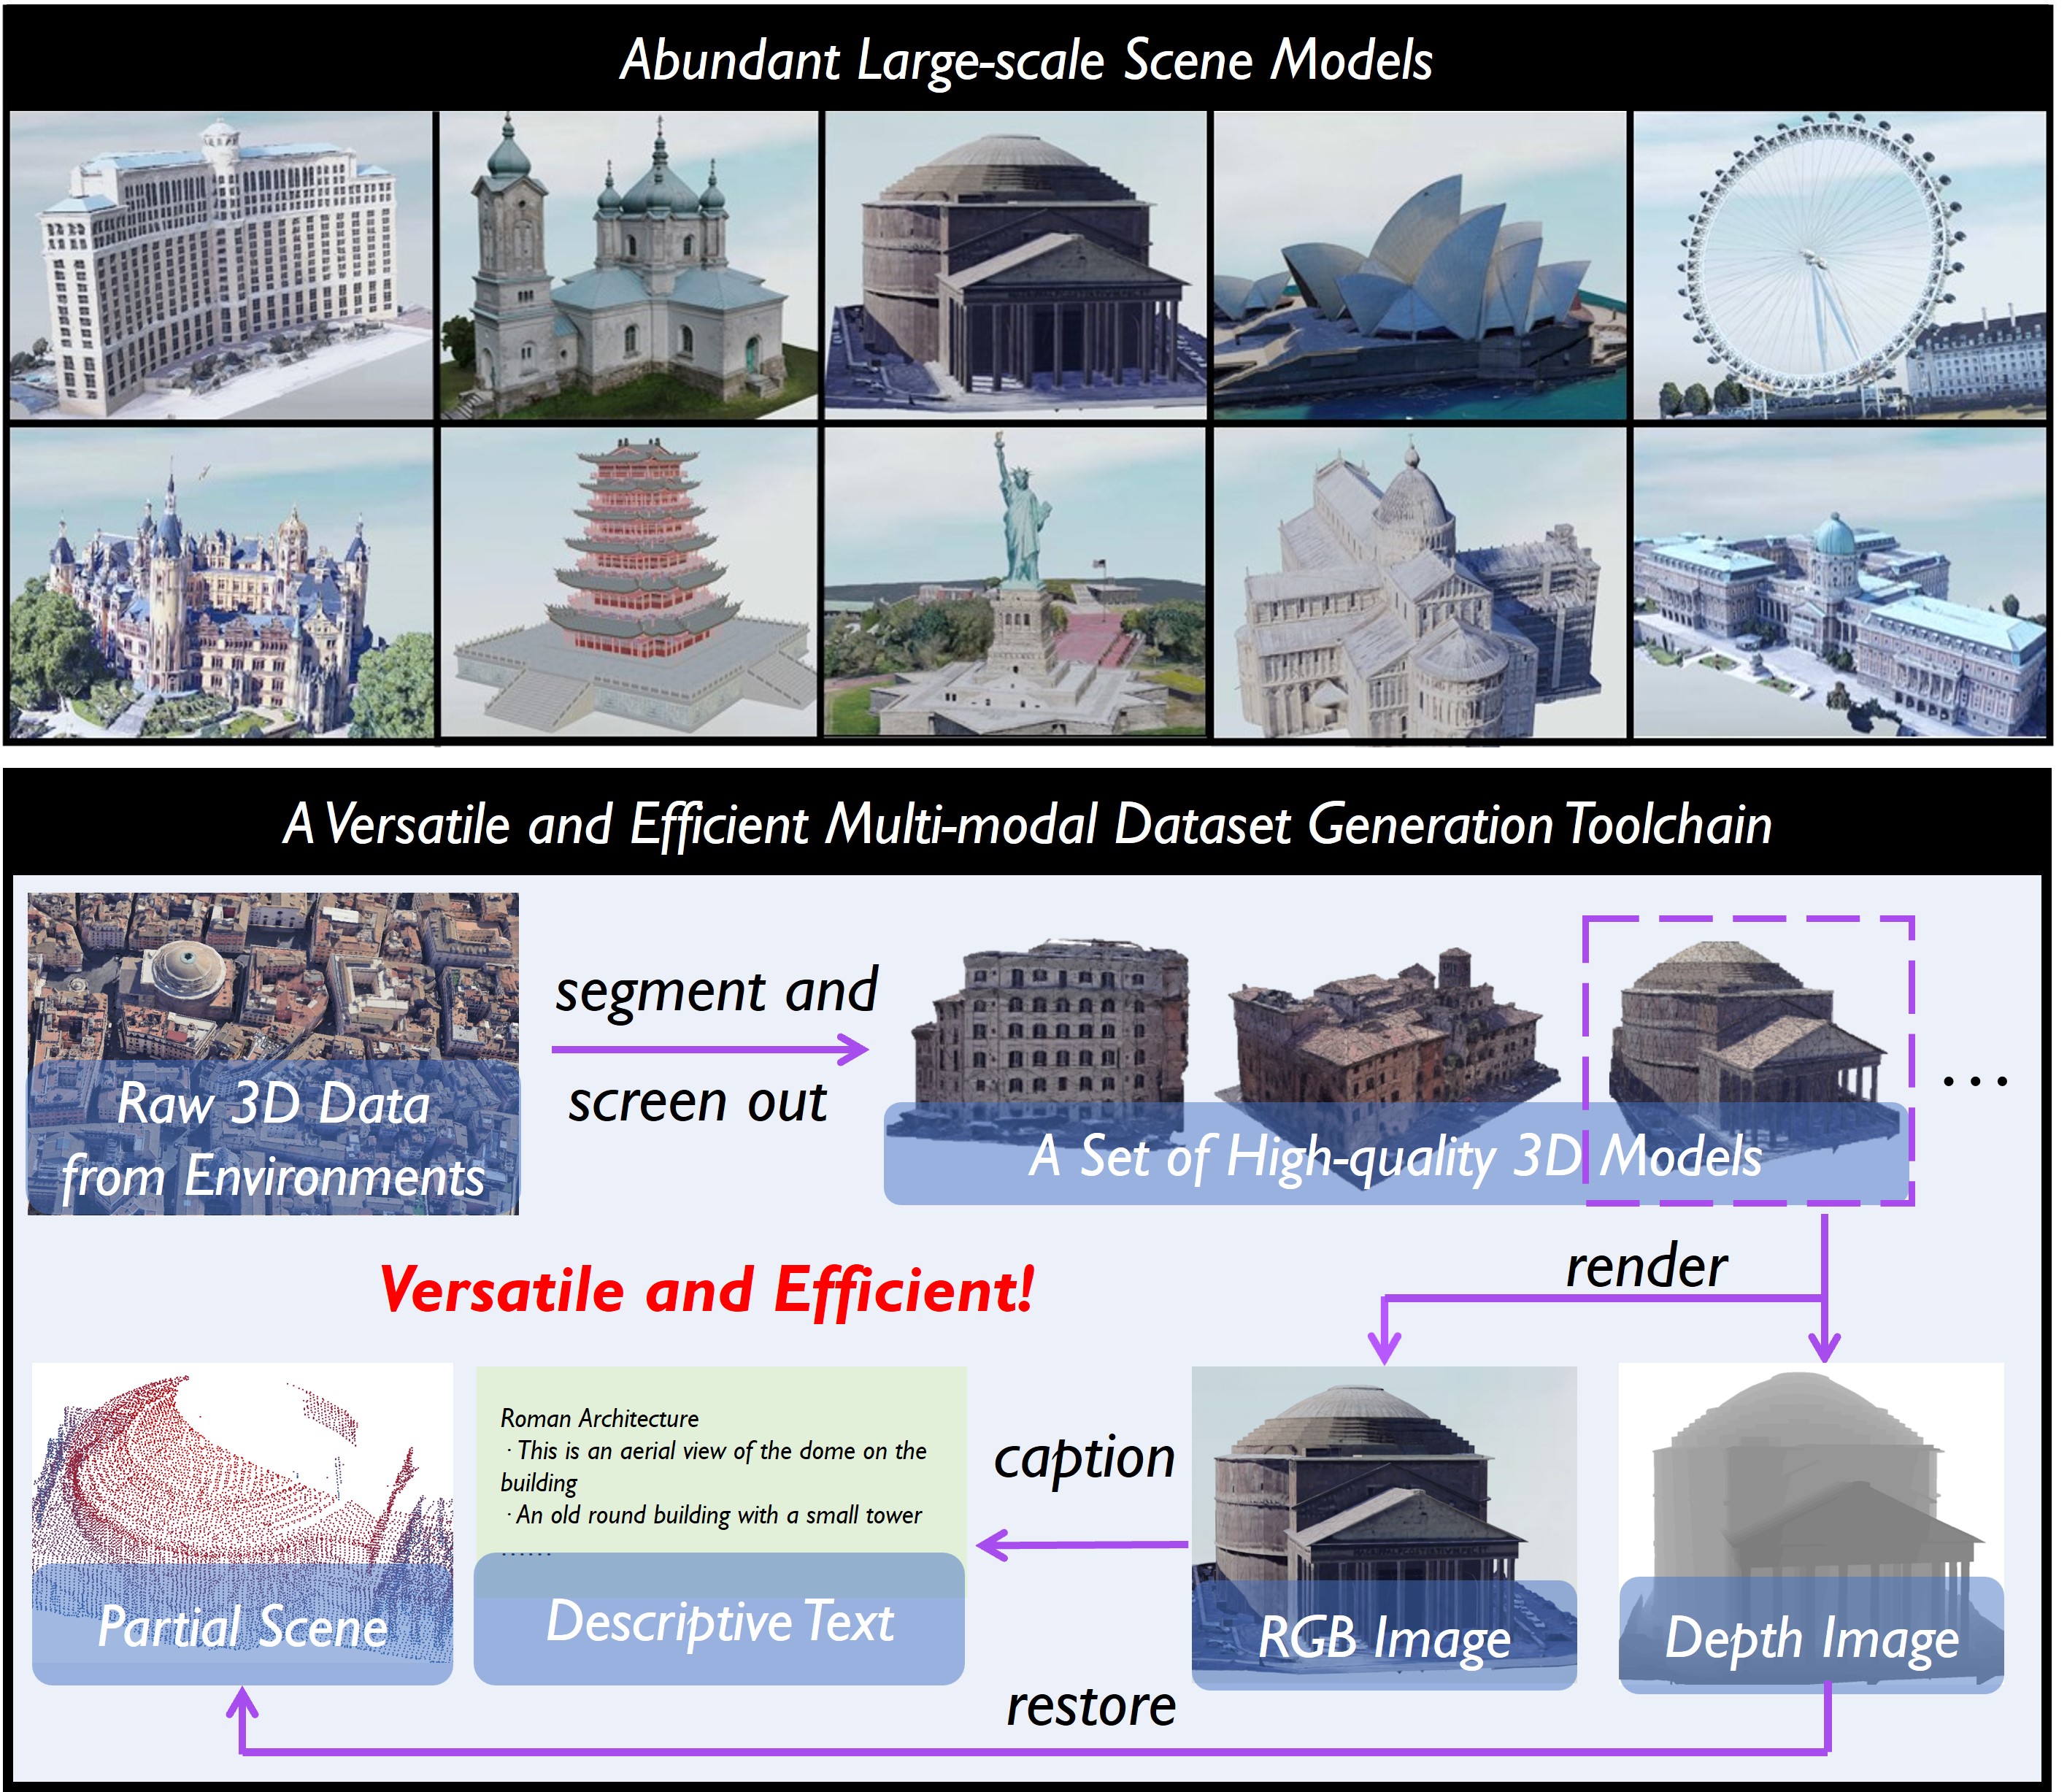 Abundant Large-scale Scene Models
A Versatile and Efficient Multi-modal Dataset Generation Toolchain
Raw 3D Data
from Environments
segment and
screen out
A Set of High-quality 3D Models
...
render
Versatile and Efficient!
Partial Scene
Roman Architecture
· This is an aerial view of the dome on the
building
· An old round building with a small tower
......
Descriptive Text
caption
RGB Image
Depth Image
restore